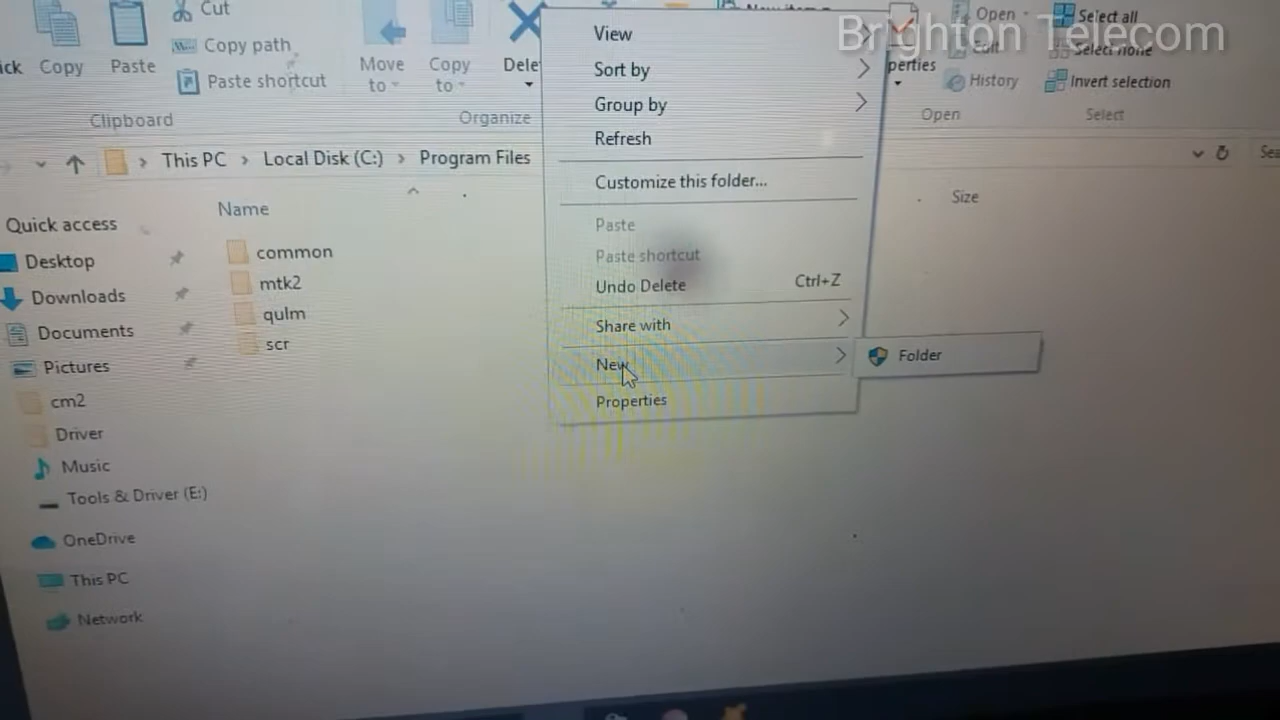 Cut
Copy path
Paste shortcut
Copy
Paste
Move to
Copy to
Clipboard
Organize
Open
History
Open
Select all
Select none
Invert selection
Select
Brighton Telecom
This PC > Local Disk (C:) > Program Files
Name
Size
Quick access
Desktop
Downloads
Documents
Pictures
cm2
Driver
Music
Tools & Driver (E:)
OneDrive
This PC
Network
common
mtk2
qulm
scr
View
Sort by
Group by
Refresh
Customize this folder...
Paste
Paste shortcut
Undo Delete Ctrl+Z
Share with
New
Properties
Folder